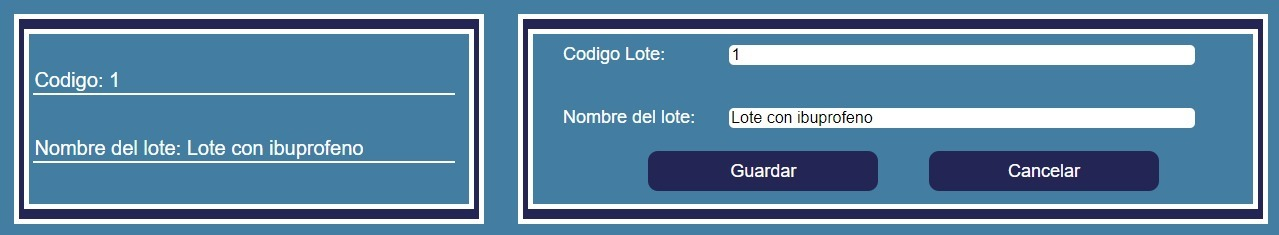 Codigo: 1
Nombre del lote: Lote con ibuprofeno
Codigo Lote: 1
Nombre del lote: Lote con ibuprofeno
Guardar Cancelar